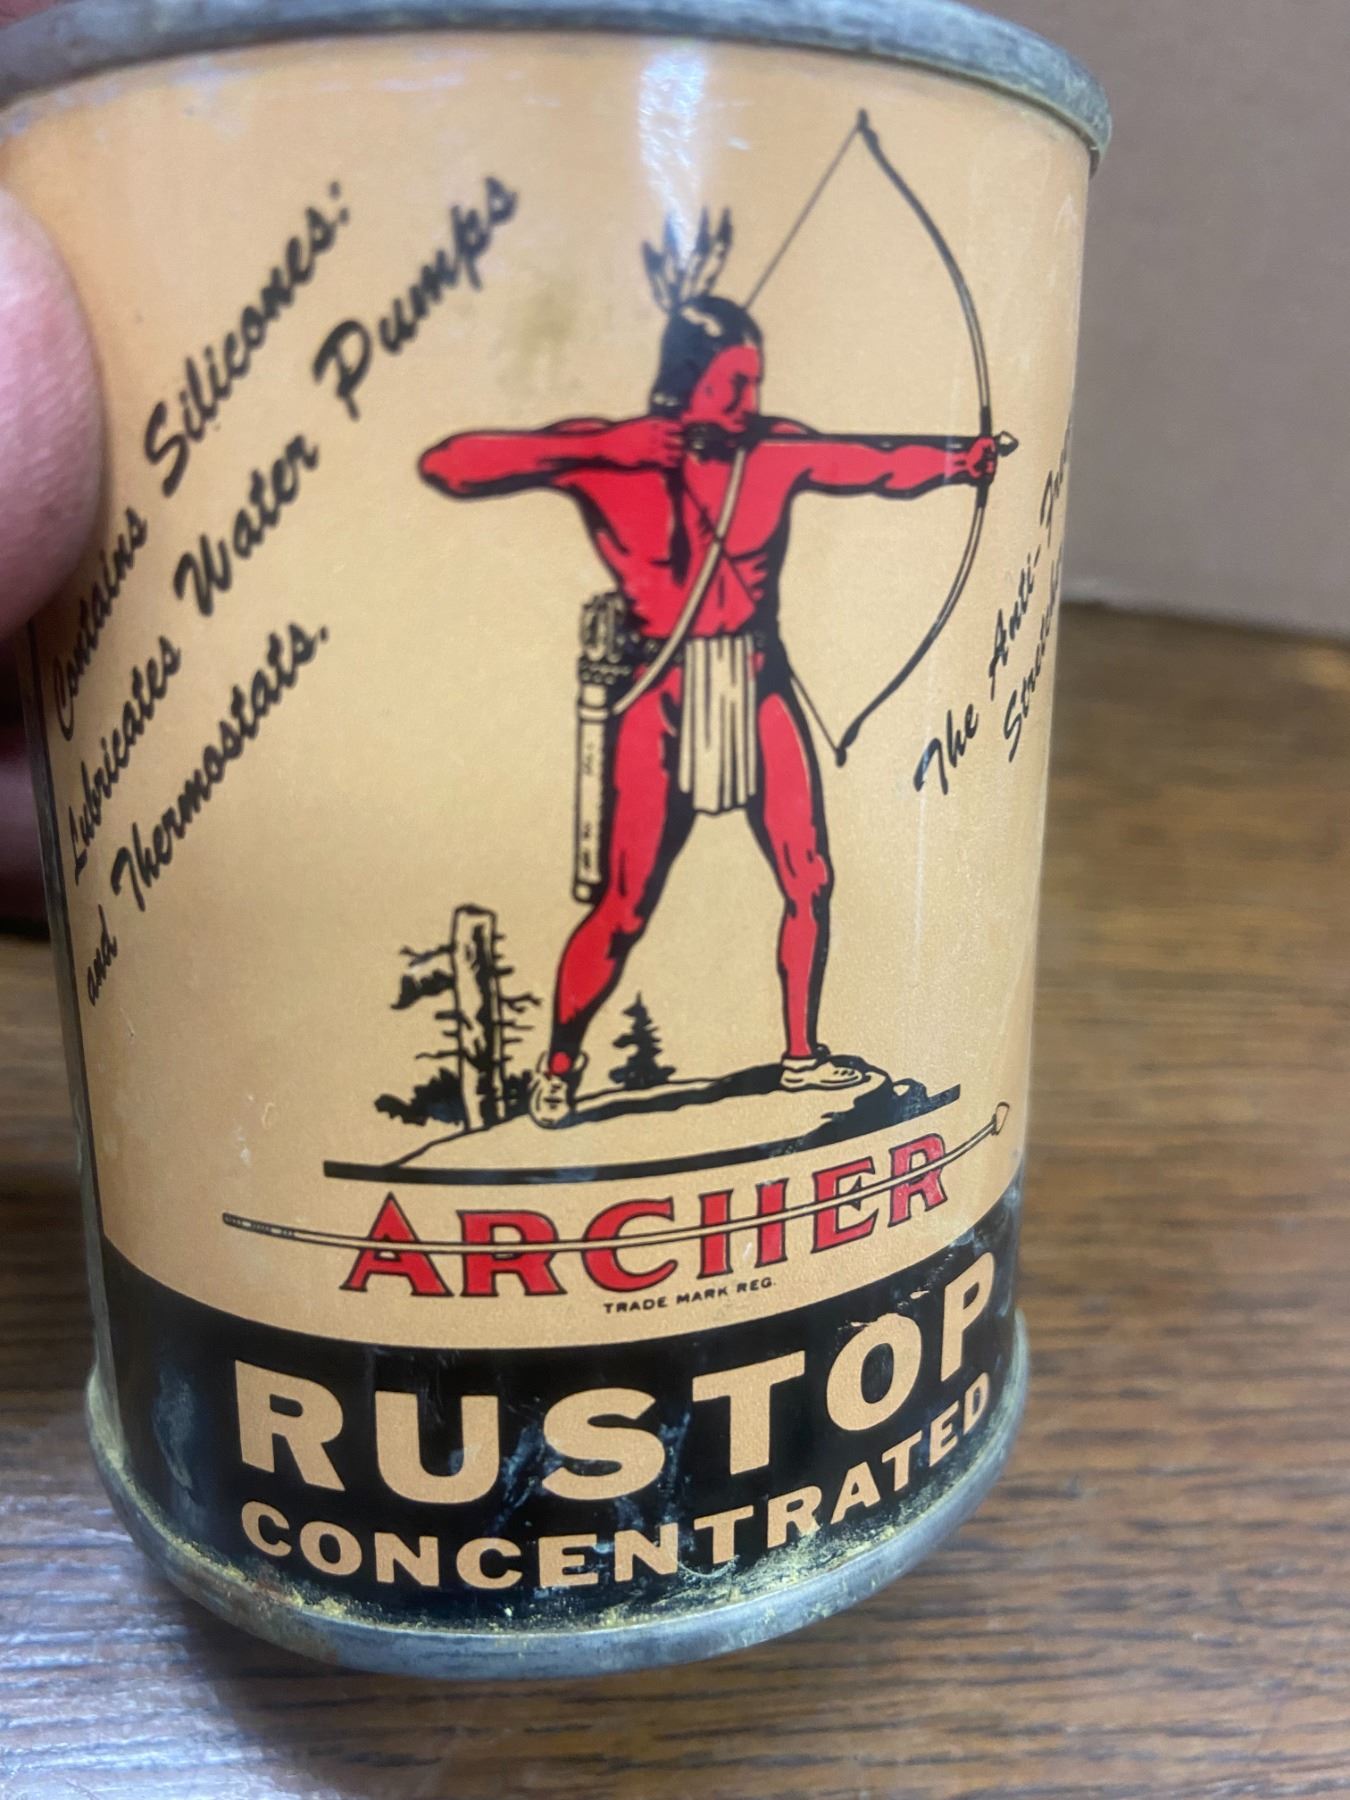 Contains Silicones:
Lubricates Water Pumps
and Thermostats.
The Anti-
ARCHER
TRADE MARK REG.
RUSTOP
CONCENTRATED